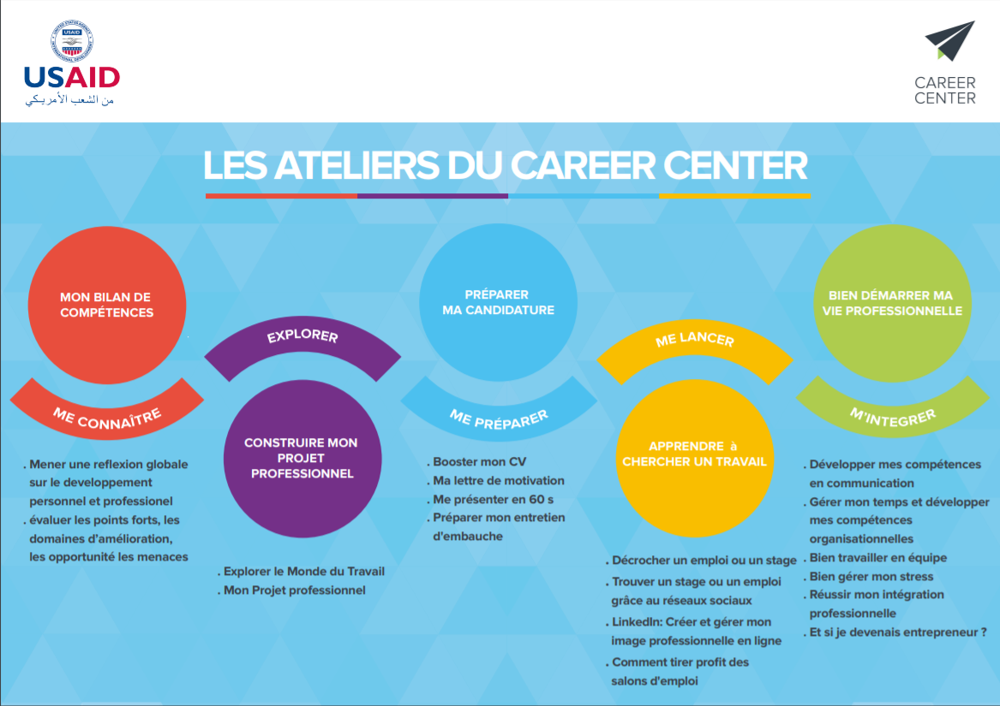 UNITED STATES AGENCY
USAID
INTERNATIONAL DEVELOPMENT
USAID
من الشعب الأمريكي
CAREER
CENTER
LES ATELIERS DU CAREER CENTER
MON BILAN DE
COMPÉTENCES
ME CONNAÎTRE
. Mener une reflexion globale
sur le developpement
personnel et professionel
. évaluer les points forts, les
domaines d'amélioration,
les opportunité les menaces
EXPLORER
CONSTRUIRE MON
PROJET
PROFESSIONNEL
. Explorer le Monde du Travail
. Mon Projet professionnel
PRÉPARER
MA CANDIDATURE
ME PRÉPARER
. Booster mon CV
. Ma lettre de motivation
. Me présenter en 60 s
. Préparer mon entretien
d'embauche
ME LANCER
APPRENDRE à
CHERCHER UN TRAVAIL
. Décrocher un emploi ou un stage
. Trouver un stage ou un emploi
grâce au réseaux sociaux
. LinkedIn: Créer et gérer mon
image professionnelle en ligne
. Comment tirer profit des
salons d'emploi
BIEN DÉMARRER MA
VIE PROFESSIONNELLE
M'INTEGRER
. Développer mes compétences
en communication
. Gérer mon temps et développer
mes compétences
organisationnelles
. Bien travailler en équipe
. Bien gérer mon stress
. Réussir mon intégration
professionnelle
. Et si je devenais entrepreneur ?